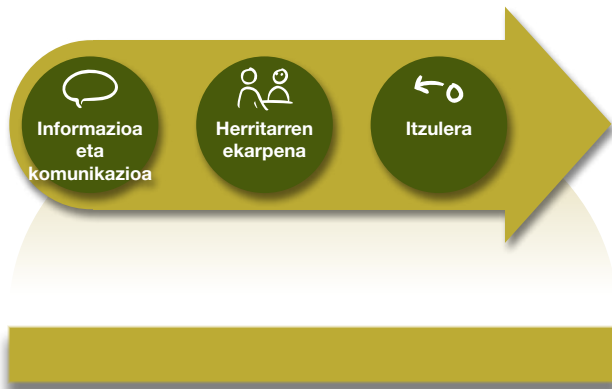 Informazioa
eta
komunikazioa
Herritarren
ekarpena
Itzulera